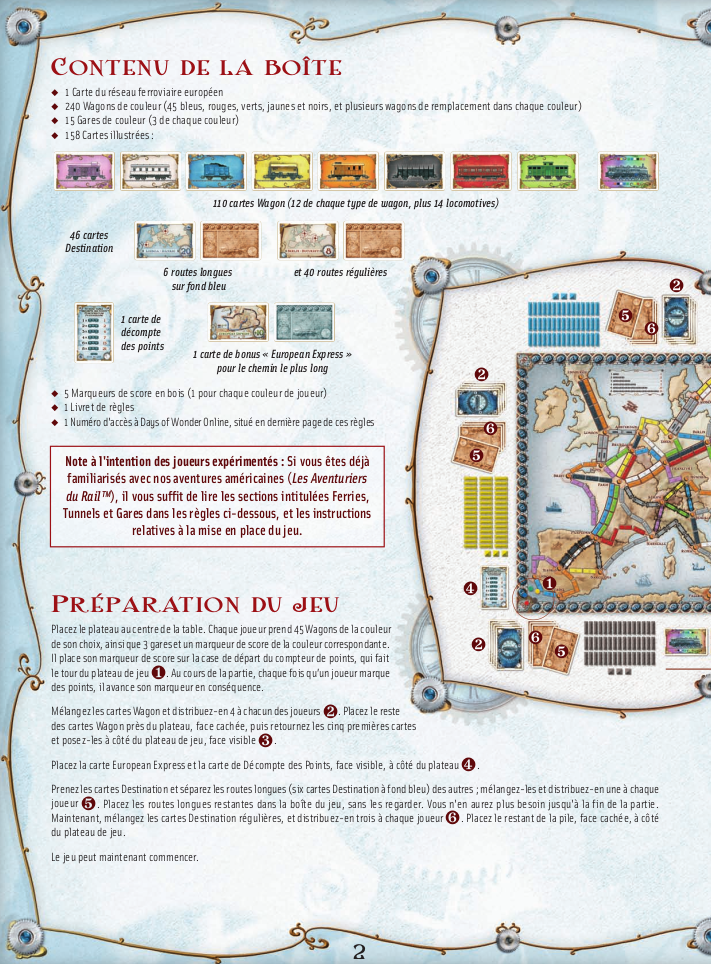 Contenu de la boîte
◆ 1 Carte du réseau ferroviaire européen
◆ 240 Wagons de couleur (45 bleus, rouges, verts, jaunes et noirs, et plusieurs wagons de remplacement dans chaque couleur)
◆ 15 Gares de couleur (3 de chaque couleur)
◆ 158 Cartes illustrées :
110 cartes Wagon (12 de chaque type de wagon, plus 14 locomotives)
46 cartes
Destination
6 routes longues
sur fond bleu
et 40 routes régulières
1 carte de
décompte
des points
1 carte de bonus « European Express »
pour le chemin le plus long
◆ 5 Marqueurs de score en bois (1 pour chaque couleur de joueur)
◆ 1 Livret de règles
◆ 1 Numéro d'accès à Days of Wonder Online, situé en dernière page de ces règles
Note à l'intention des joueurs expérimentés : Si vous êtes déjà
familiarisés avec nos aventures américaines (Les Aventuriers
du Rail™), il vous suffit de lire les sections intitulées Ferries,
Tunnels et Gares dans les règles ci-dessous, et les instructions
relatives à la mise en place du jeu.
2
5
6
2
6
5
4
1
2
6
5
Préparation du jeu
Placez le plateau au centre de la table. Chaque joueur prend 45 Wagons de la couleur
de son choix, ainsi que 3 gares et un marqueur de score de la couleur correspondante.
Il place son marqueur de score sur la case de départ du compteur de points, qui fait
le tour du plateau de jeu 1. Au cours de la partie, chaque fois qu'un joueur marque
des points, il avance son marqueur en conséquence.
Mélangez les cartes Wagon et distribuez-en 4 à chacun des joueurs 2. Placez le reste
des cartes Wagon près du plateau, face cachée, puis retournez les cinq premières cartes
et posez-les à côté du plateau de jeu, face visible 3.
Placez la carte European Express et la carte de Décompte des Points, face visible, à côté du plateau 4.
Prenez les cartes Destination et séparez les routes longues (six cartes Destination à fond bleu) des autres ; mélangez-les et distribuez-en une à chaque
joueur 5. Placez les routes longues restantes dans la boîte du jeu, sans les regarder. Vous n'en aurez plus besoin jusqu'à la fin de la partie.
Maintenant, mélangez les cartes Destination régulières, et distribuez-en trois à chaque joueur 6. Placez le restant de la pile, face cachée, à côté
du plateau de jeu.
Le jeu peut maintenant commencer.
2